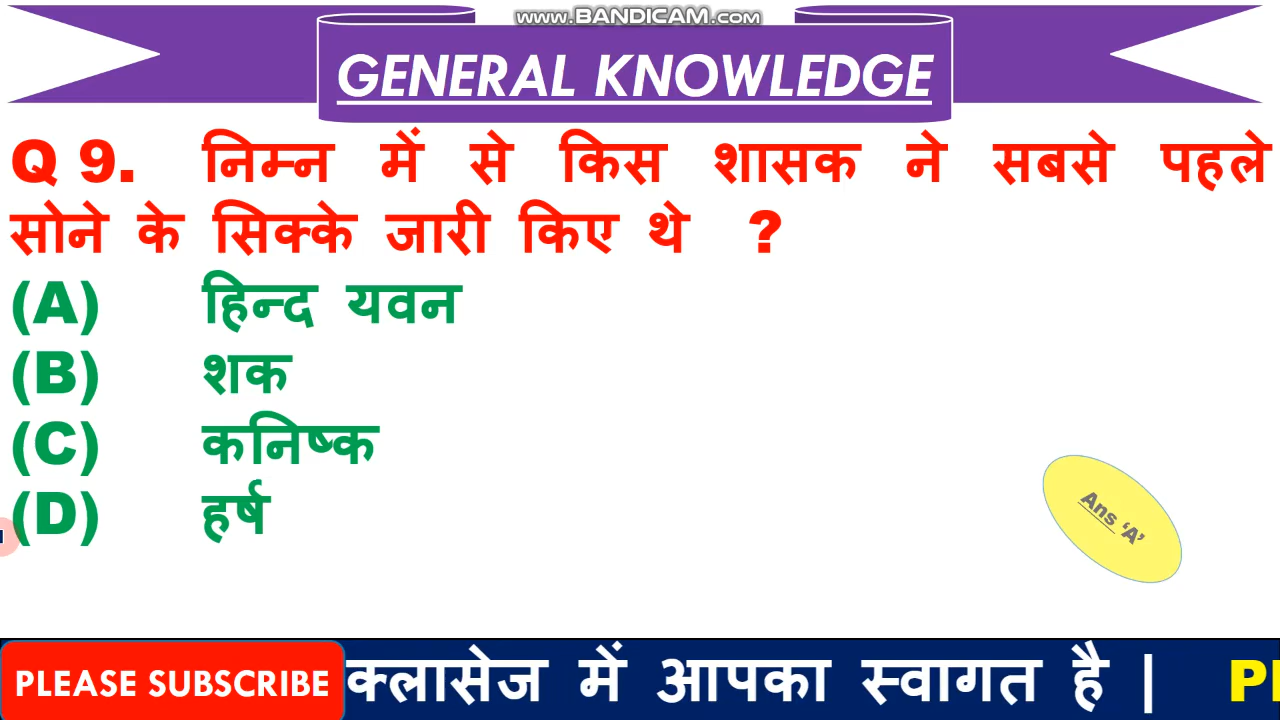 www.BANDICAM.com
GENERAL KNOWLEDGE
Q 9. निम्न में से किस शासक ने सबसे पहले
सोने के सिक्के जारी किए थे ?
(A) हिन्द यवन
(B) शक
(C) कनिष्क
(D) हर्ष
Ans ‘A’
PLEASE SUBSCRIBE
क्लासेज में आपका स्वागत है |